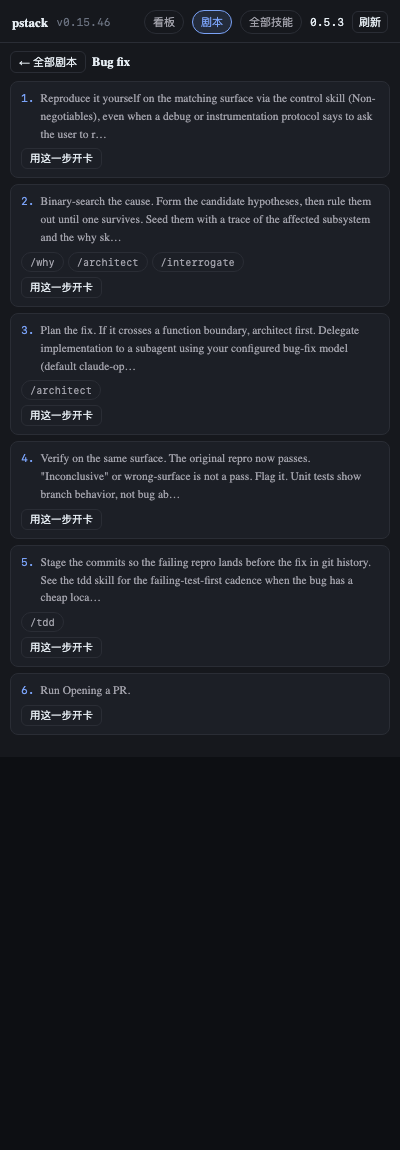 pstack v0.15.46 看板 剧本 全部技能 0.5.3 刷新
← 全部剧本 Bug fix
1. Reproduce it yourself on the matching surface via the control skill (Non-
negotiables), even when a debug or instrumentation protocol says to ask
the user to r…
用这一步开卡
2. Binary-search the cause. Form the candidate hypotheses, then rule them
out until one survives. Seed them with a trace of the affected subsystem
and the why sk…
/why /architect /interrogate
用这一步开卡
3. Plan the fix. If it crosses a function boundary, architect first. Delegate
implementation to a subagent using your configured bug-fix model
(default claude-op…
/architect
用这一步开卡
4. Verify on the same surface. The original repro now passes.
"Inconclusive" or wrong-surface is not a pass. Flag it. Unit tests show
branch behavior, not bug ab…
用这一步开卡
5. Stage the commits so the failing repro lands before the fix in git history.
See the tdd skill for the failing-test-first cadence when the bug has a
cheap loca…
/tdd
用这一步开卡
6. Run Opening a PR.
用这一步开卡